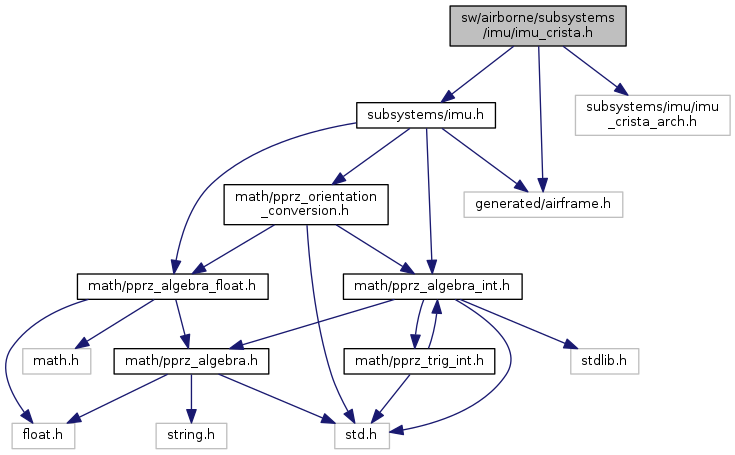 sw/airborne/subsystems
/imu/imu_crista.h
subsystems/imu/imu
_crista_arch.h
subsystems/imu.h
math/pprz_orientation
_conversion.h
generated/airframe.h
math/pprz_algebra_float.h
math/pprz_algebra_int.h
math.h
math/pprz_algebra.h
math/pprz_trig_int.h
stdlib.h
float.h
string.h
std.h